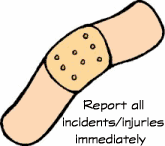 Report all
incidents/injuries
immediately